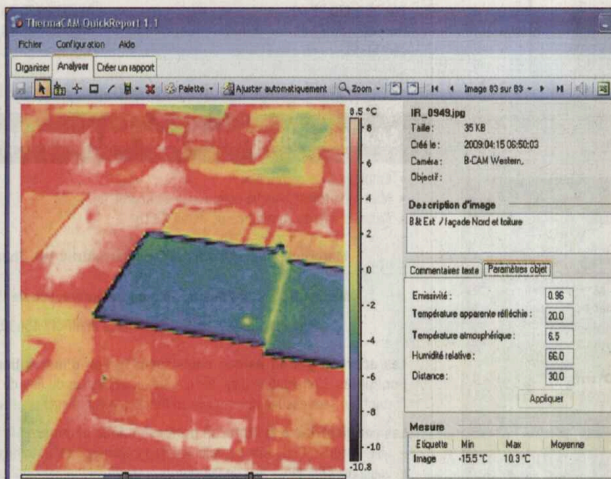 ThermaCAM QuickReport 1.1
Fichier Configuration Aide
Organiser Analyser Créer un rapport
Palette Ajuster automatiquement Zoom Image 83 sur 83
8.5 °C
8
6
4
2
0
-2
-4
-6
-8
-10
-10.8
IR_0949.jpg
Taille : 35 KB
Créé le : 2009:04:15 06:50:03
Caméra : B-CAM Western,
Objectif :
Description d'image
Bât Ext / façade Nord et toiture
Commentaires texte Paramètres objet
Emissivité : 0.96
Température apparente réfléchie : 20.0
Température atmosphérique : 6.5
Humidité relative : 66.0
Distance : 30.0
Appliquer
Mesure
Etiquette Min Max Moyenne
Image -15.5 °C 10.3 °C